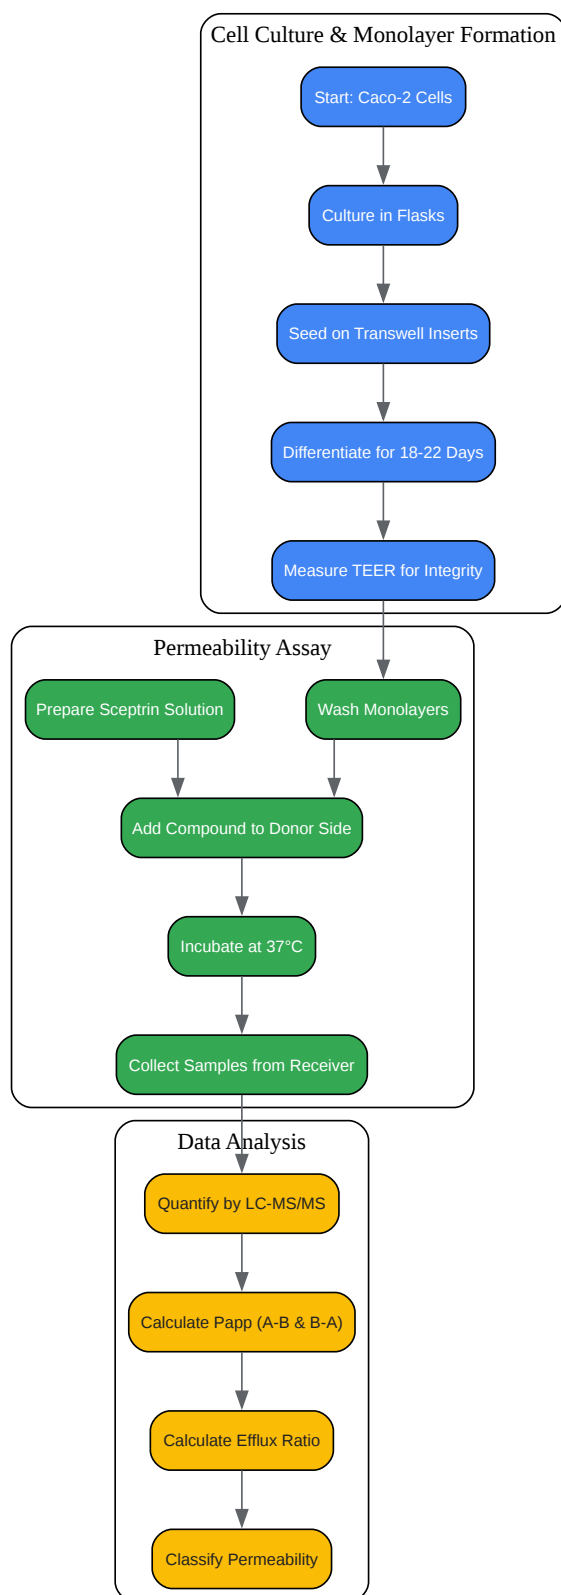 Cell Culture & Monolayer Formation
Start: Caco-2 Cells
Culture in Flasks
Seed on Transwell Inserts
Differentiate for 18-22 Days
Measure TEER for Integrity
Permeability Assay
Prepare Sceptrin Solution
Wash Monolayers
Add Compound to Donor Side
Incubate at 37°C
Collect Samples from Receiver
Data Analysis
Quantify by LC-MS/MS
Calculate Papp (A-B & B-A)
Calculate Efflux Ratio
Classify Permeability